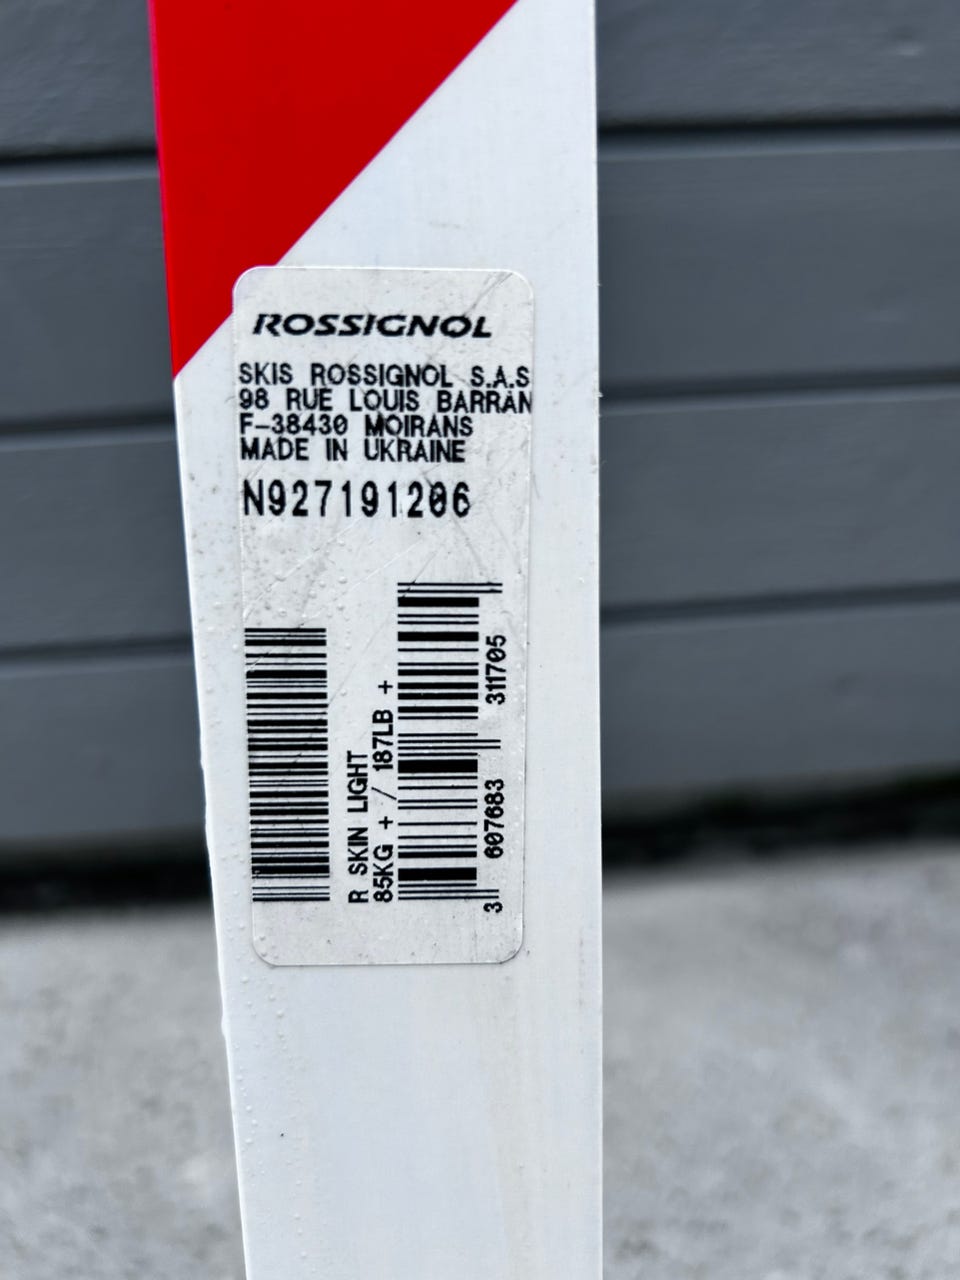 ROSSIGNOL
SKIS ROSSIGNOL S.A.S
98 RUE LOUIS BARRAN
F-38430 MOIRANS
MADE IN UKRAINE
N927191206
R SKIN LIGHT
85KG + / 187LB +
3 607683 311705